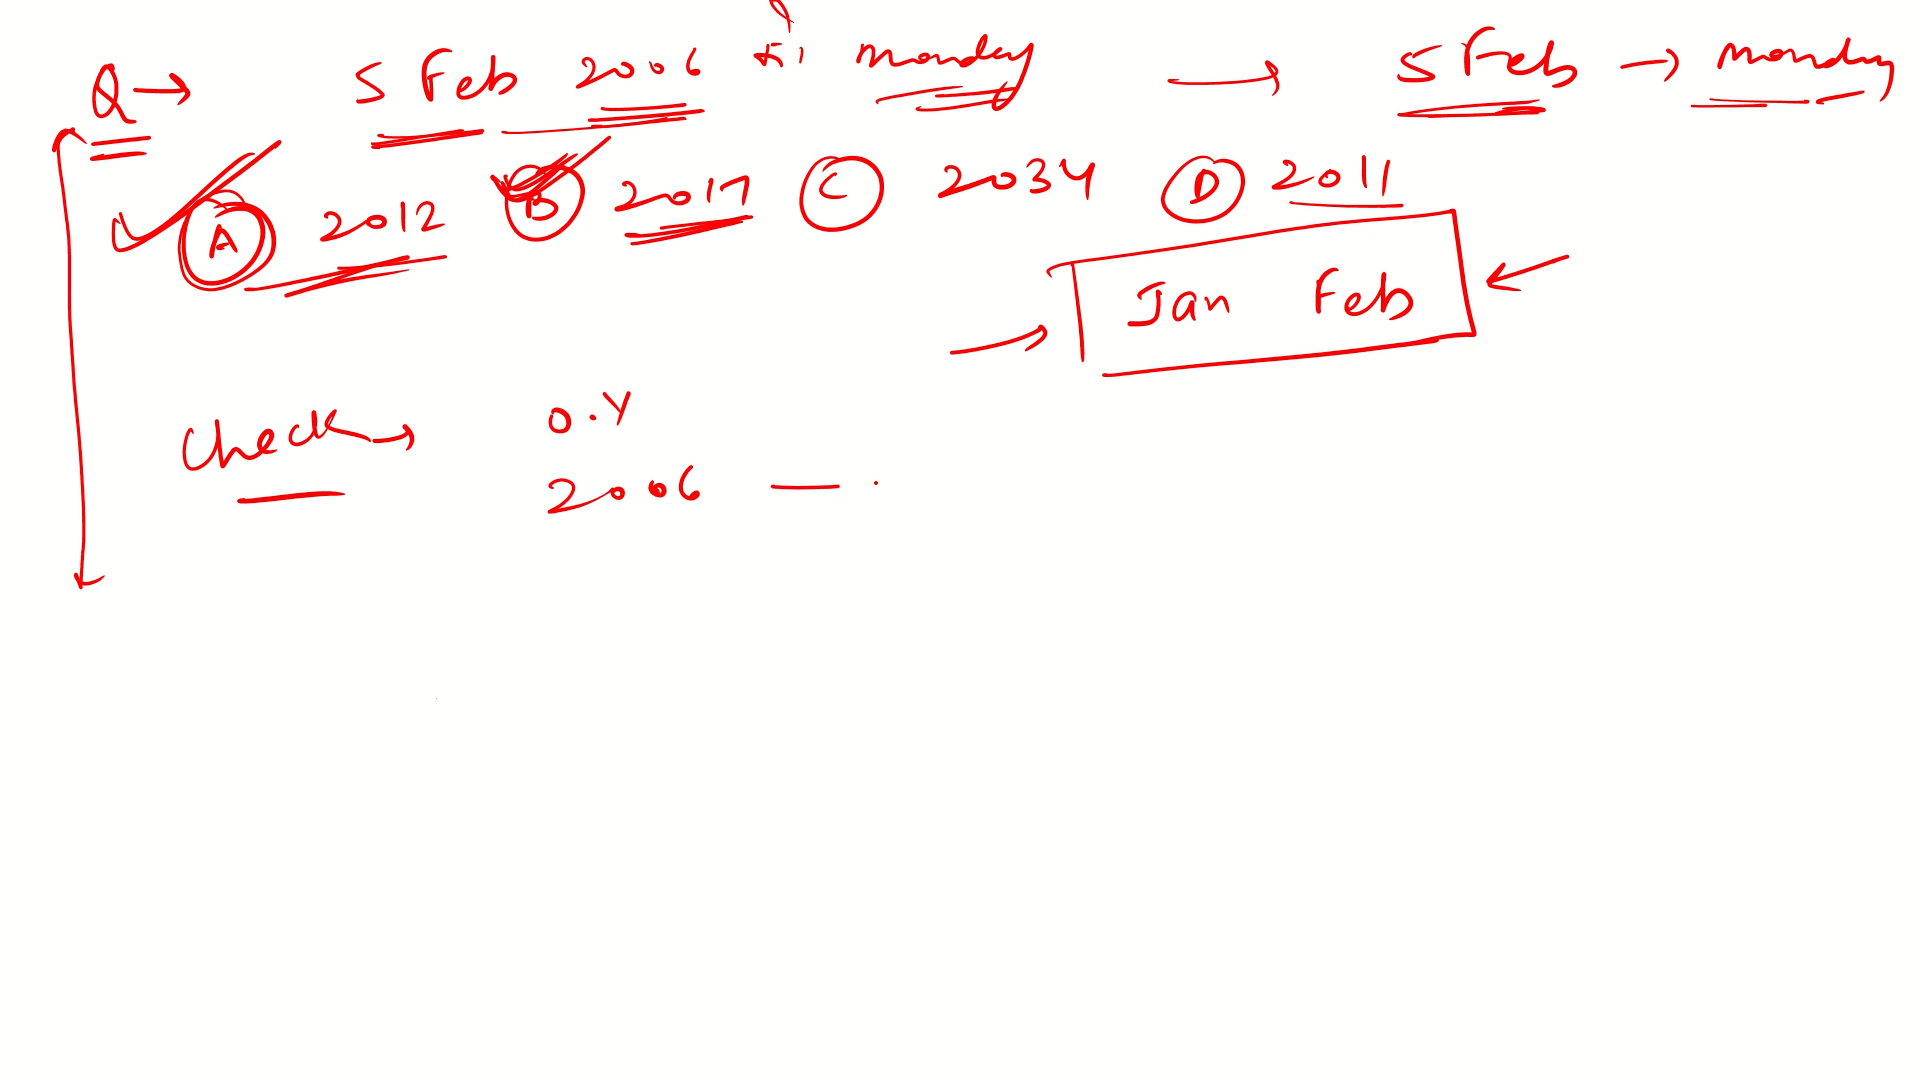 Q → 5 Feb 2006 को monday → 5 Feb → monday
A 2012 B 2017 C 2034 D 2011
Jan Feb
Check → O.Y
2006 —